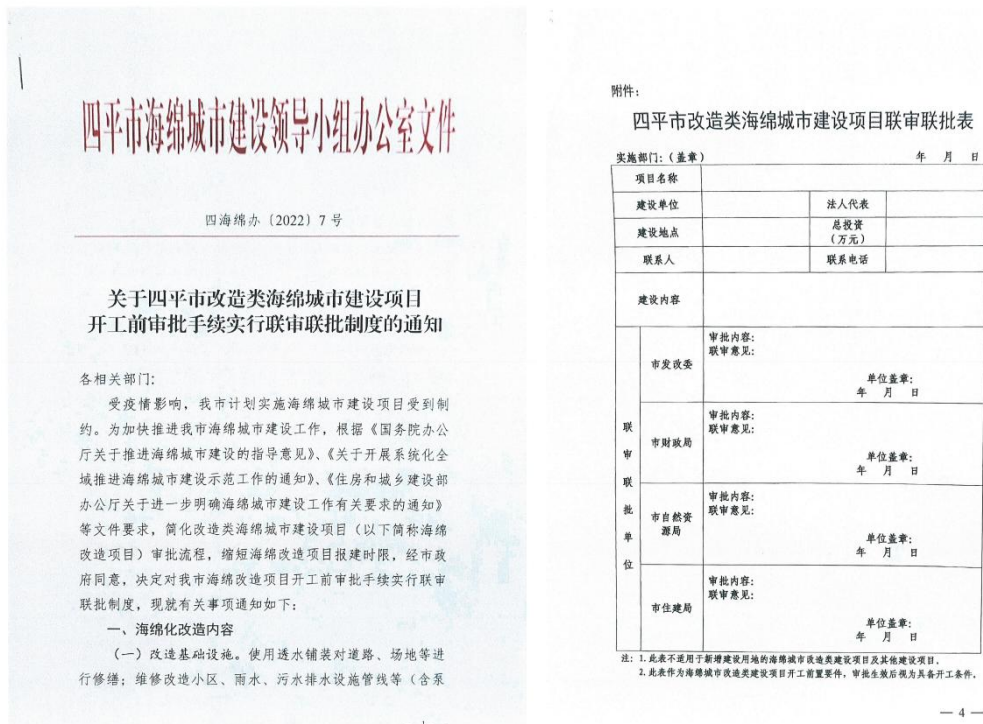 四平市海绵城市建设领导小组办公室文件
四海绵办〔2022〕7号
关于四平市改造类海绵城市建设项目
开工前审批手续实行联审联批制度的通知
各相关部门:
受疫情影响，我市计划实施海绵城市建设项目受到制
约。为加快推进我市海绵城市建设工作，根据《国务院办公
厅关于推进海绵城市建设的指导意见》、《关于开展系统化全
域推进海绵城市建设示范工作的通知》、《住房和城乡建设部
办公厅关于进一步明确海绵城市建设工作有关要求的通知》
等文件要求，简化改造类海绵城市建设项目（以下简称海绵
改造项目）审批流程，缩短海绵改造项目报建时限，经市政
府同意，决定对我市海绵改造项目开工前审批手续实行联审
联批制度，现就有关事项通知如下:
一、海绵化改造内容
（一）改造基础设施。使用透水铺装对道路、场地等进
行修缮；维修改造小区、雨水、污水排水设施管线等（含泵
附件:
四平市改造类海绵城市建设项目联审联批表
实施部门:（盖章） 年 月 日
项目名称
建设单位 法人代表
建设地点 总投资
（万元）
联系人 联系电话
建设内容
联审联批单位
市发改委
审批内容:
联审意见:
单位盖章:
年 月 日
市财政局
审批内容:
联审意见:
单位盖章:
年 月 日
市自然资
源局
审批内容:
联审意见:
单位盖章:
年 月 日
市住建局
审批内容:
联审意见:
单位盖章:
年 月 日
注: 1.此表不适用于新增建设用地的海绵城市改造类建设项目及其他建设项目。
2.此表作为海绵城市改造类建设项目开工前置要件，审批生效后视为具备开工条件。
— 4 —